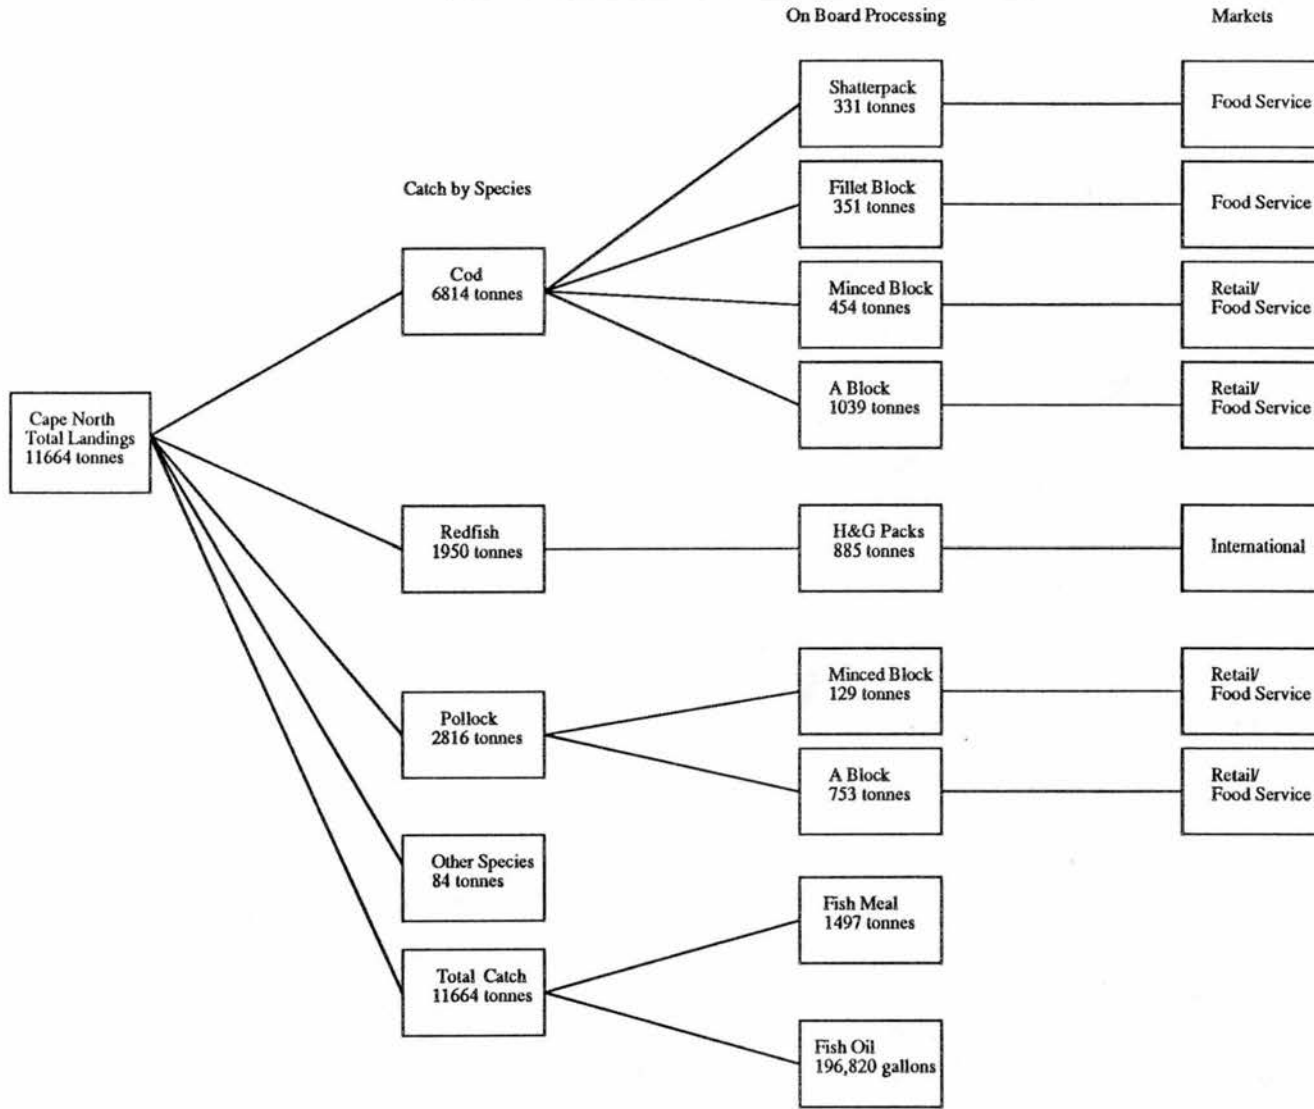 On Board Processing
Markets
Shatterpack
331 tonnes
Food Service
Catch by Species
Fillet Block
351 tonnes
Food Service
Cod
6814 tonnes
Minced Block
454 tonnes
Retail/
Food Service
A Block
1039 tonnes
Retail/
Food Service
Cape North
Total Landings
11664 tonnes
Redfish
1950 tonnes
H&G Packs
885 tonnes
International
Pollock
2816 tonnes
Minced Block
129 tonnes
Retail/
Food Service
A Block
753 tonnes
Retail/
Food Service
Other Species
84 tonnes
Fish Meal
1497 tonnes
Total Catch
11664 tonnes
Fish Oil
196,820 gallons